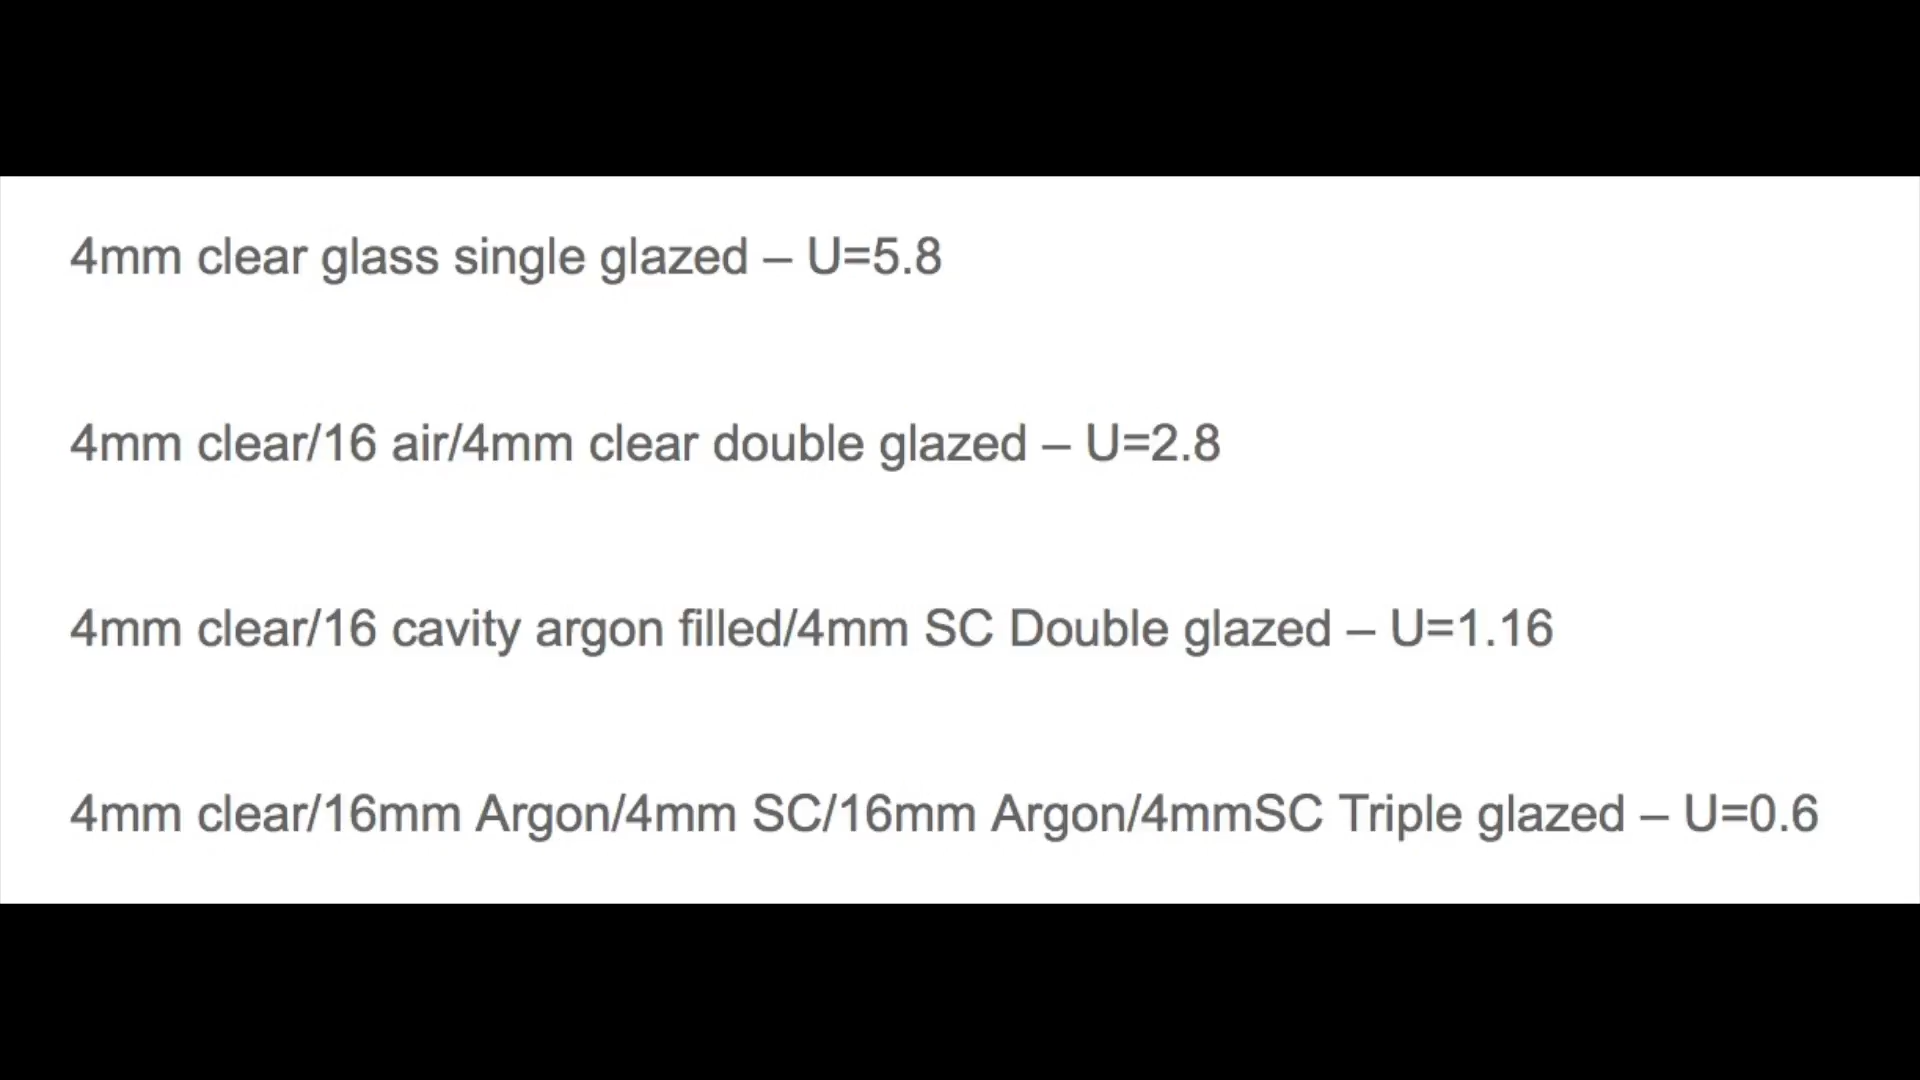 4mm clear glass single glazed – U=5.8
4mm clear/16 air/4mm clear double glazed – U=2.8
4mm clear/16 cavity argon filled/4mm SC Double glazed – U=1.16
4mm clear/16mm Argon/4mm SC/16mm Argon/4mmSC Triple glazed – U=0.6